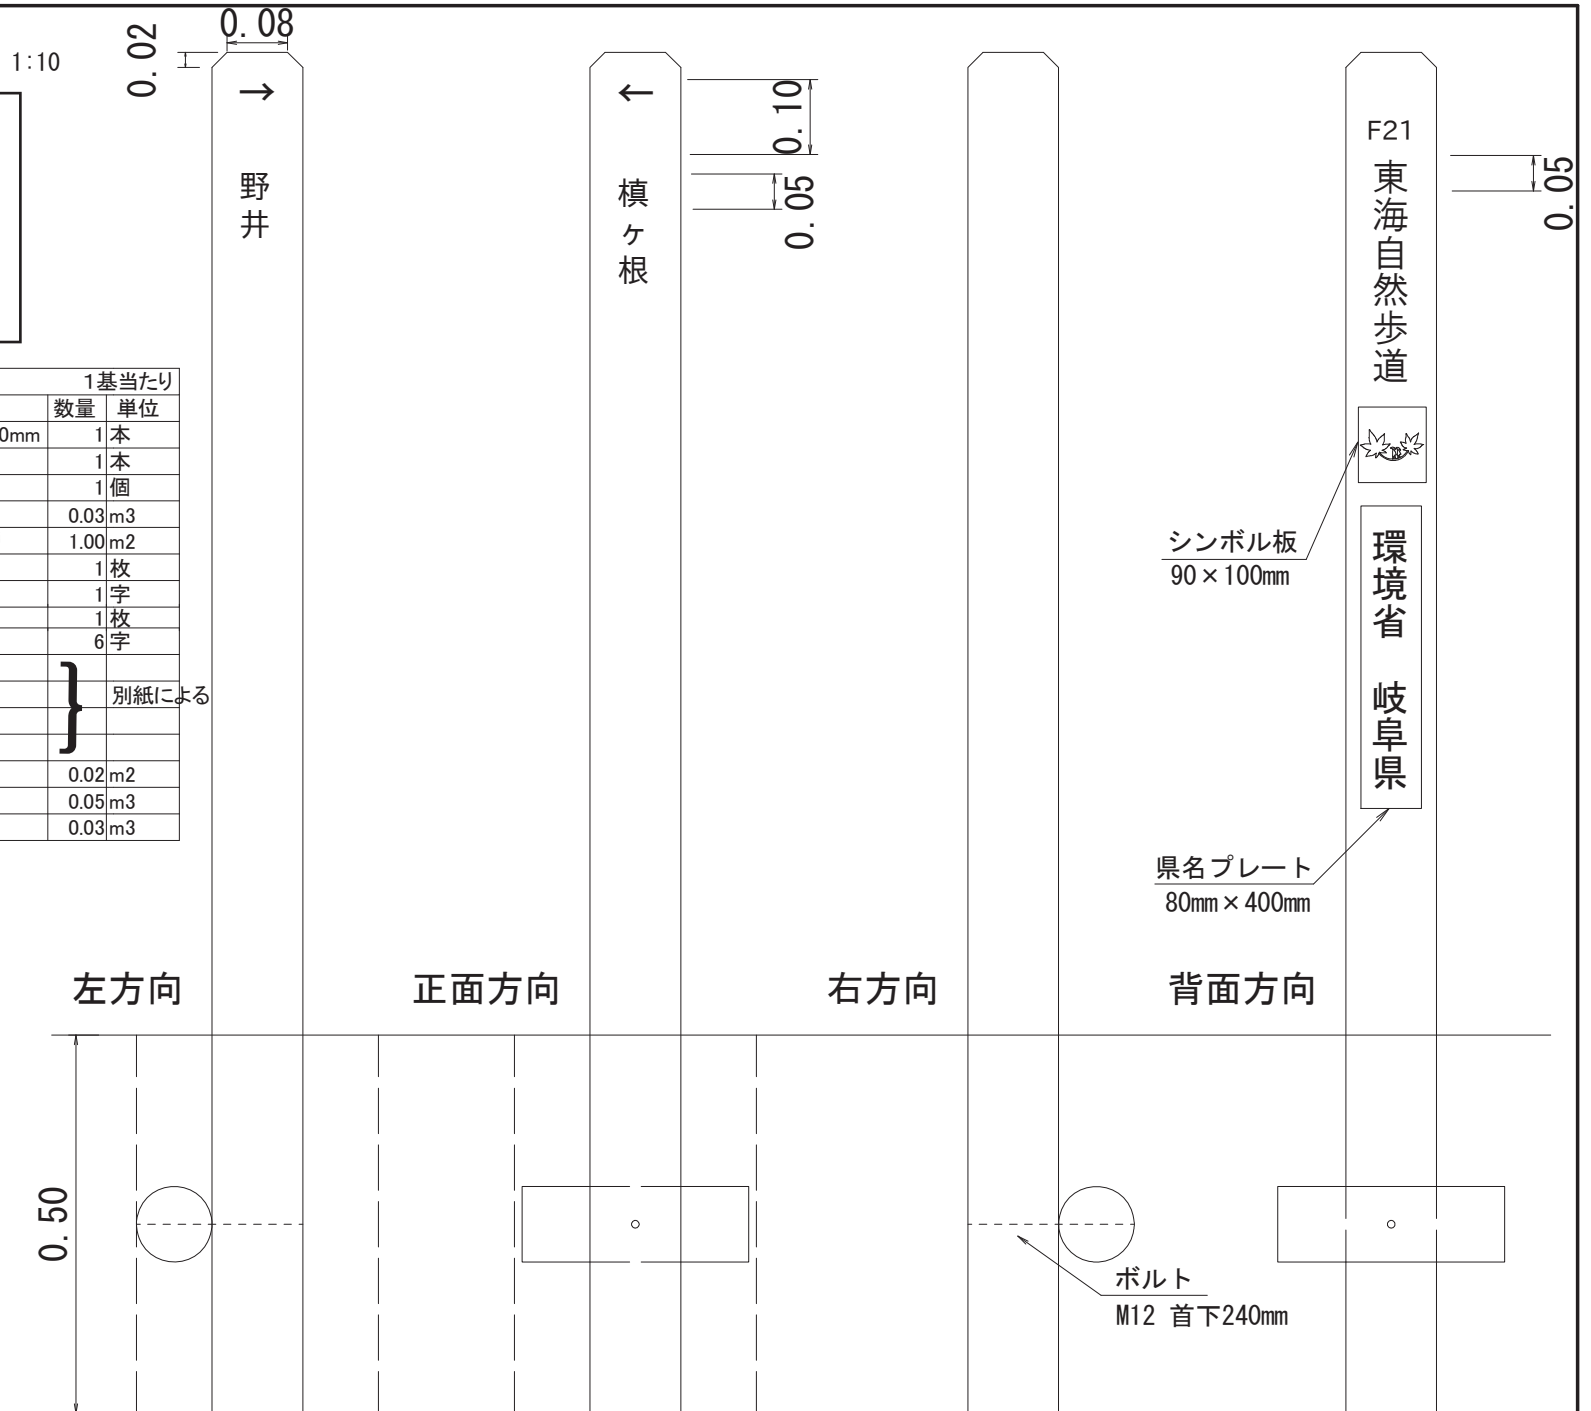 1:10
0.02
0.08
→
野井
←
槙ヶ根
0.10
0.05
F21
東海自然歩道
0.05
1基当たり
数量 単位
0mm 1 本
1 本
1 個
0.03 m3
1.00 m2
1 枚
1 字
1 枚
6 字
} 別紙による
0.02 m2
0.05 m3
0.03 m3
シンボル板
90×100mm
環境省 岐阜県
県名プレート
80mm×400mm
左方向
正面方向
右方向
背面方向
0.50
ボルト
M12 首下240mm